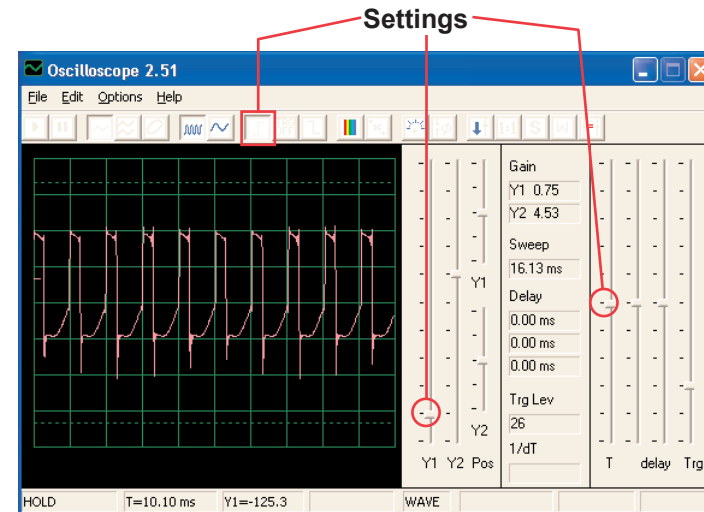 Settings
Oscilloscope 2.51
File Edit Options Help
Gain
Y1 0.75
Y2 4.53
Sweep
16.13 ms
Delay
0.00 ms
0.00 ms
0.00 ms
Trg Lev
26
1/dT
Y1
Y2
Y1 Y2 Pos
T delay Trg
HOLD T=10.10 ms Y1=-125.3 WAVE